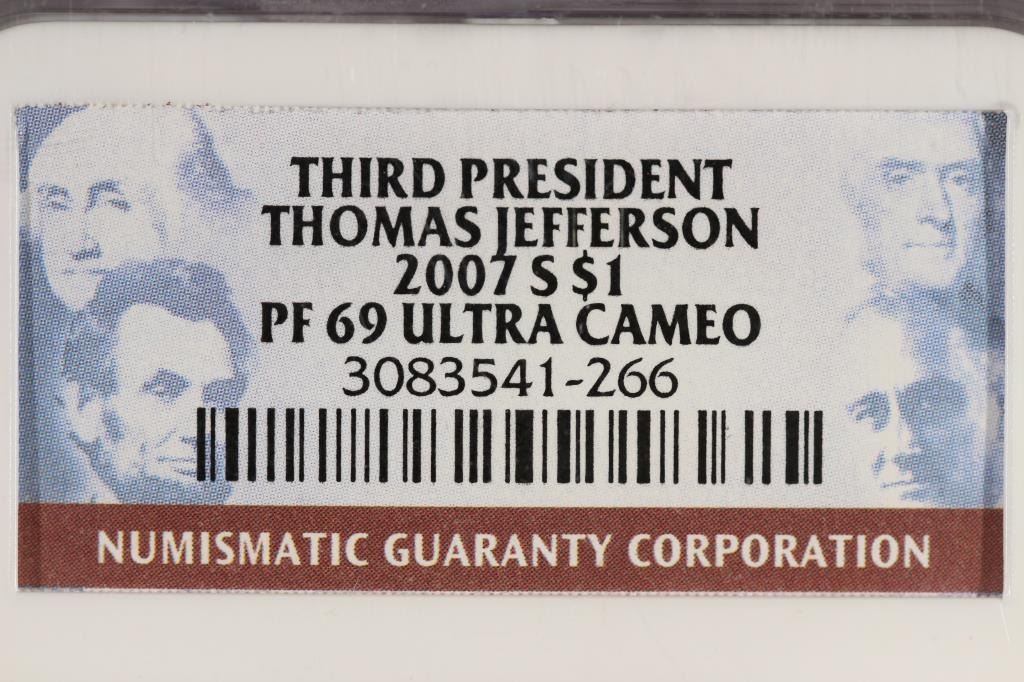 THIRD PRESIDENT
THOMAS JEFFERSON
2007 S $1
PF 69 ULTRA CAMEO
3083541-266
NUMISMATIC GUARANTY CORPORATION